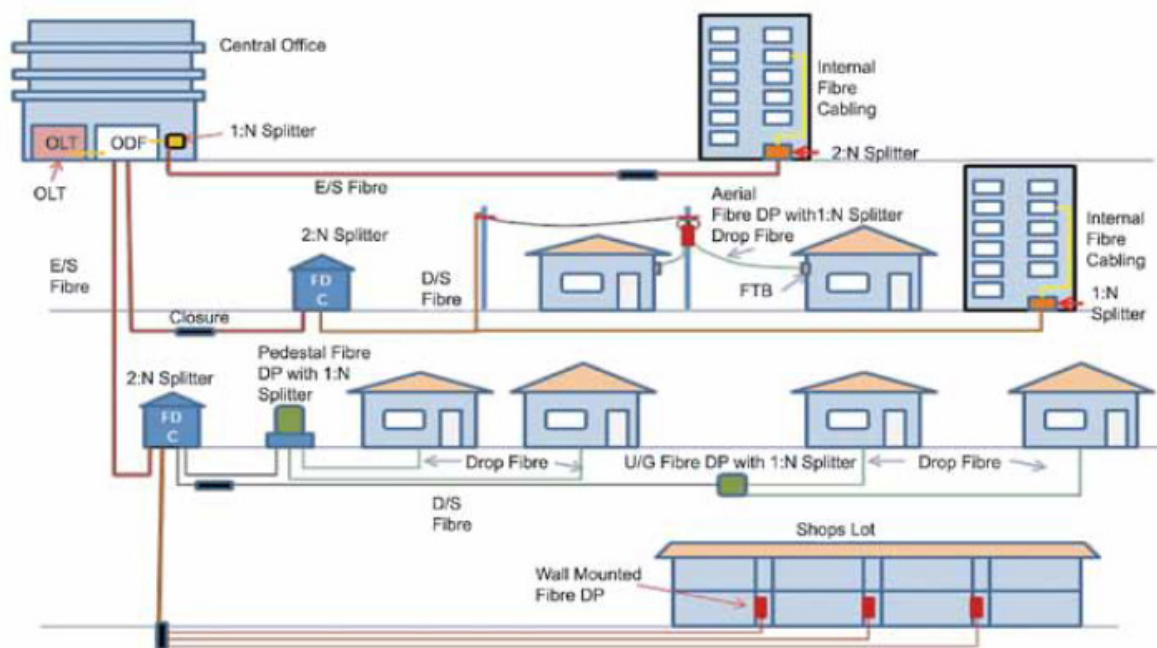 Central Office
OLT
ODF
1:N Splitter
OLT
E/S Fibre
Internal
Fibre
Cabling
2:N Splitter
Aerial
Fibre DP with1:N Splitter
Drop Fibre
2:N Splitter
E/S
Fibre
FD
C
D/S
Fibre
FTB
Internal
Fibre
Cabling
1:N
Splitter
Closure
Pedestal Fibre
DP with 1:N
Splitter
2:N Splitter
FD
C
Drop Fibre
U/G Fibre DP with 1:N Splitter
Drop Fibre
D/S
Fibre
Shops Lot
Wall Mounted
Fibre DP